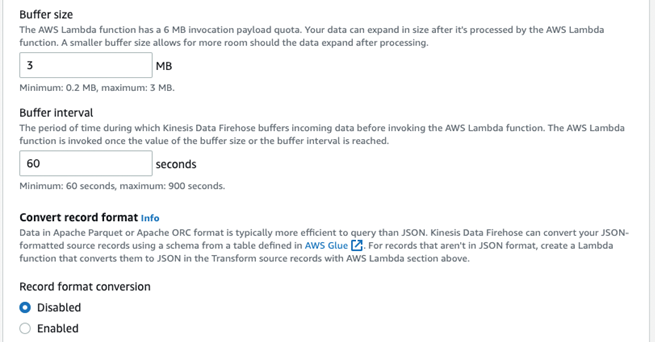 Buffer size
The AWS Lambda function has a 6 MB invocation payload quota. Your data can expand in size after it's processed by the AWS Lambda
function. A smaller buffer size allows for more room should the data expand after processing.
3 MB
Minimum: 0.2 MB, maximum: 3 MB.
Buffer interval
The period of time during which Kinesis Data Firehose buffers incoming data before invoking the AWS Lambda function. The AWS Lambda
function is invoked once the value of the buffer size or the buffer interval is reached.
60 seconds
Minimum: 60 seconds, maximum: 900 seconds.
Convert record format Info
Data in Apache Parquet or Apache ORC format is typically more efficient to query than JSON. Kinesis Data Firehose can convert your JSON-
formatted source records using a schema from a table defined in AWS Glue. For records that aren't in JSON format, create a Lambda
function that converts them to JSON in the Transform source records with AWS Lambda section above.
Record format conversion
Disabled
Enabled